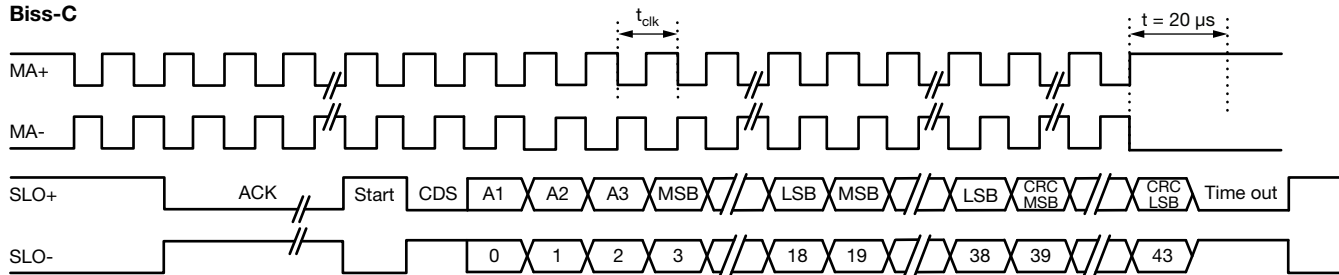 Biss-C
t_clk
t = 20 µs
MA+
MA-
SLO+ ACK Start CDS A1 A2 A3 MSB LSB MSB LSB CRC MSB CRC LSB Time out
SLO- 0 1 2 3 18 19 38 39 43